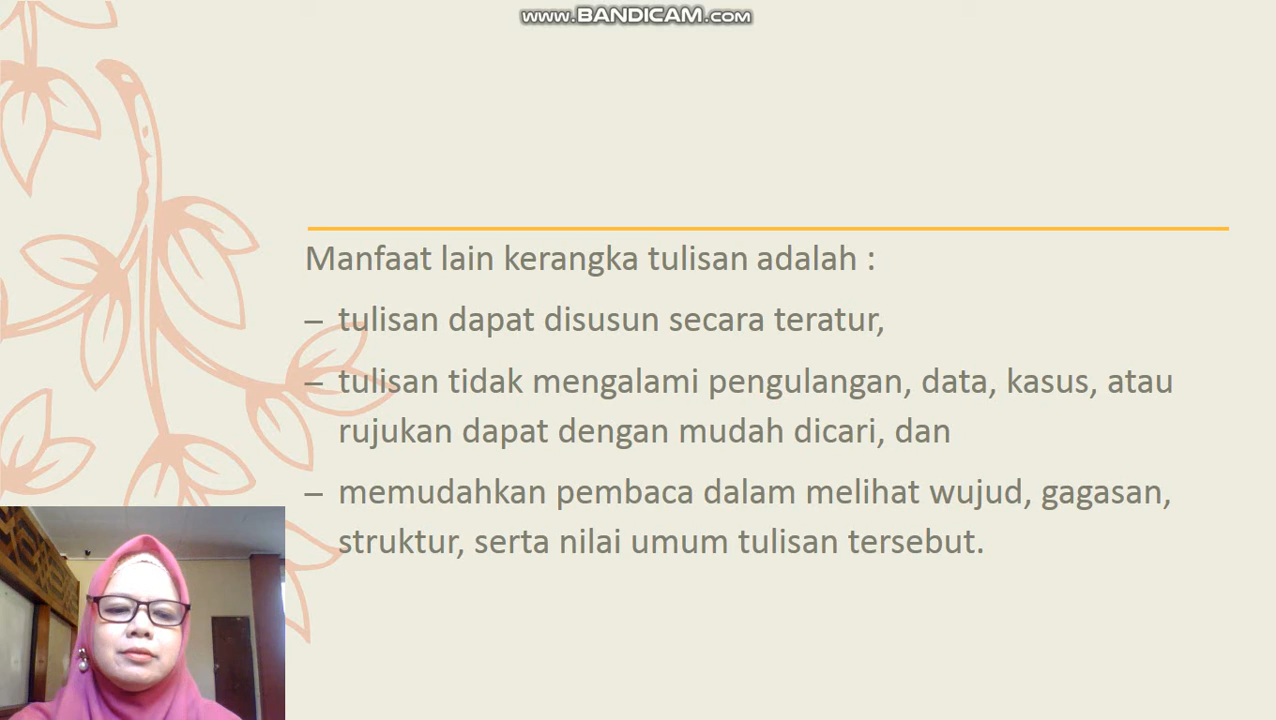 www.BANDICAM.com
Manfaat lain kerangka tulisan adalah :
– tulisan dapat disusun secara teratur,
– tulisan tidak mengalami pengulangan, data, kasus, atau
rujukan dapat dengan mudah dicari, dan
– memudahkan pembaca dalam melihat wujud, gagasan,
struktur, serta nilai umum tulisan tersebut.